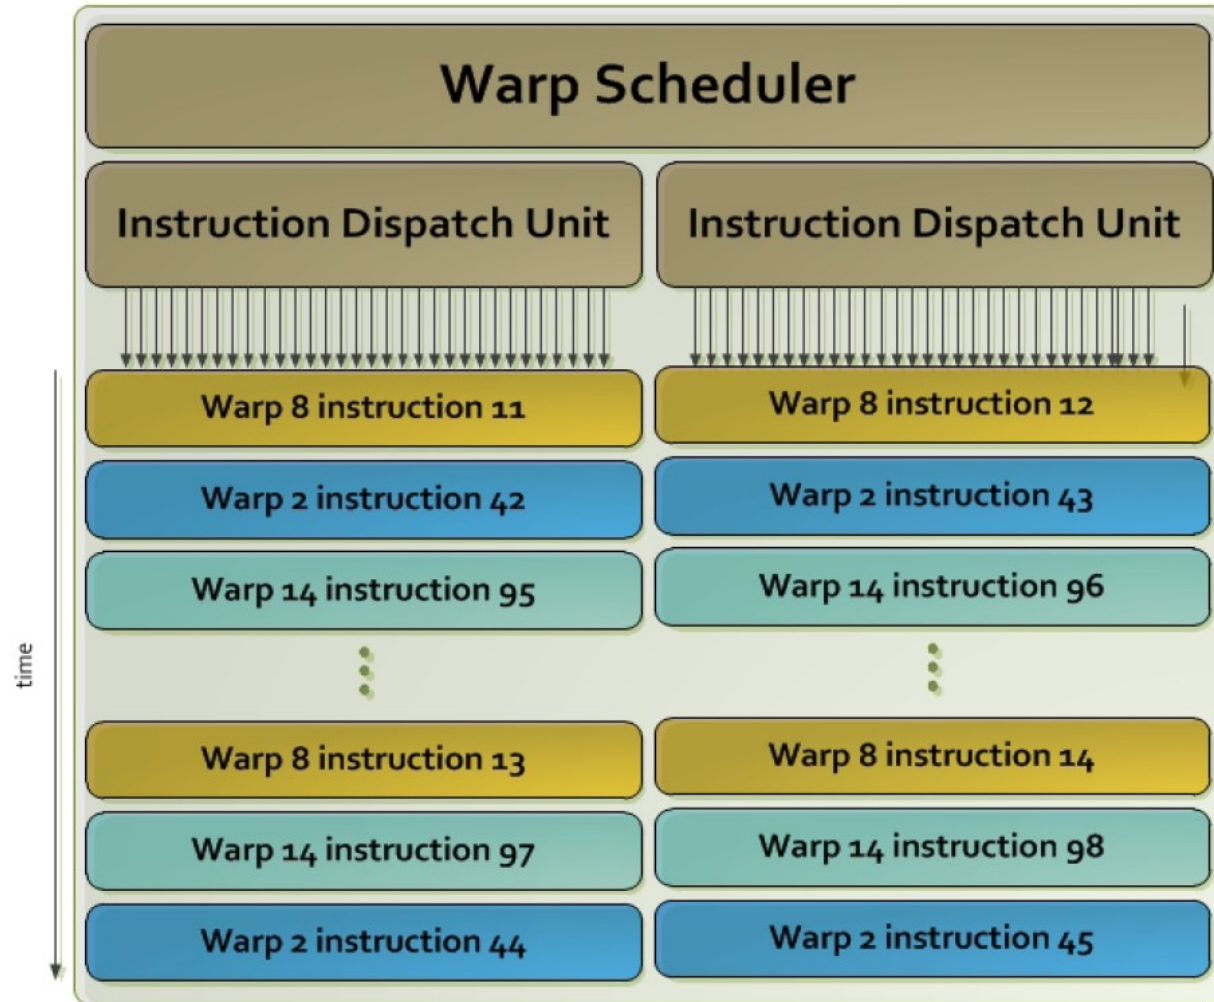 Warp Scheduler
Instruction Dispatch Unit
Instruction Dispatch Unit
Warp 8 instruction 11
Warp 8 instruction 12
Warp 2 instruction 42
Warp 2 instruction 43
Warp 14 instruction 95
Warp 14 instruction 96
time
Warp 8 instruction 13
Warp 8 instruction 14
Warp 14 instruction 97
Warp 14 instruction 98
Warp 2 instruction 44
Warp 2 instruction 45